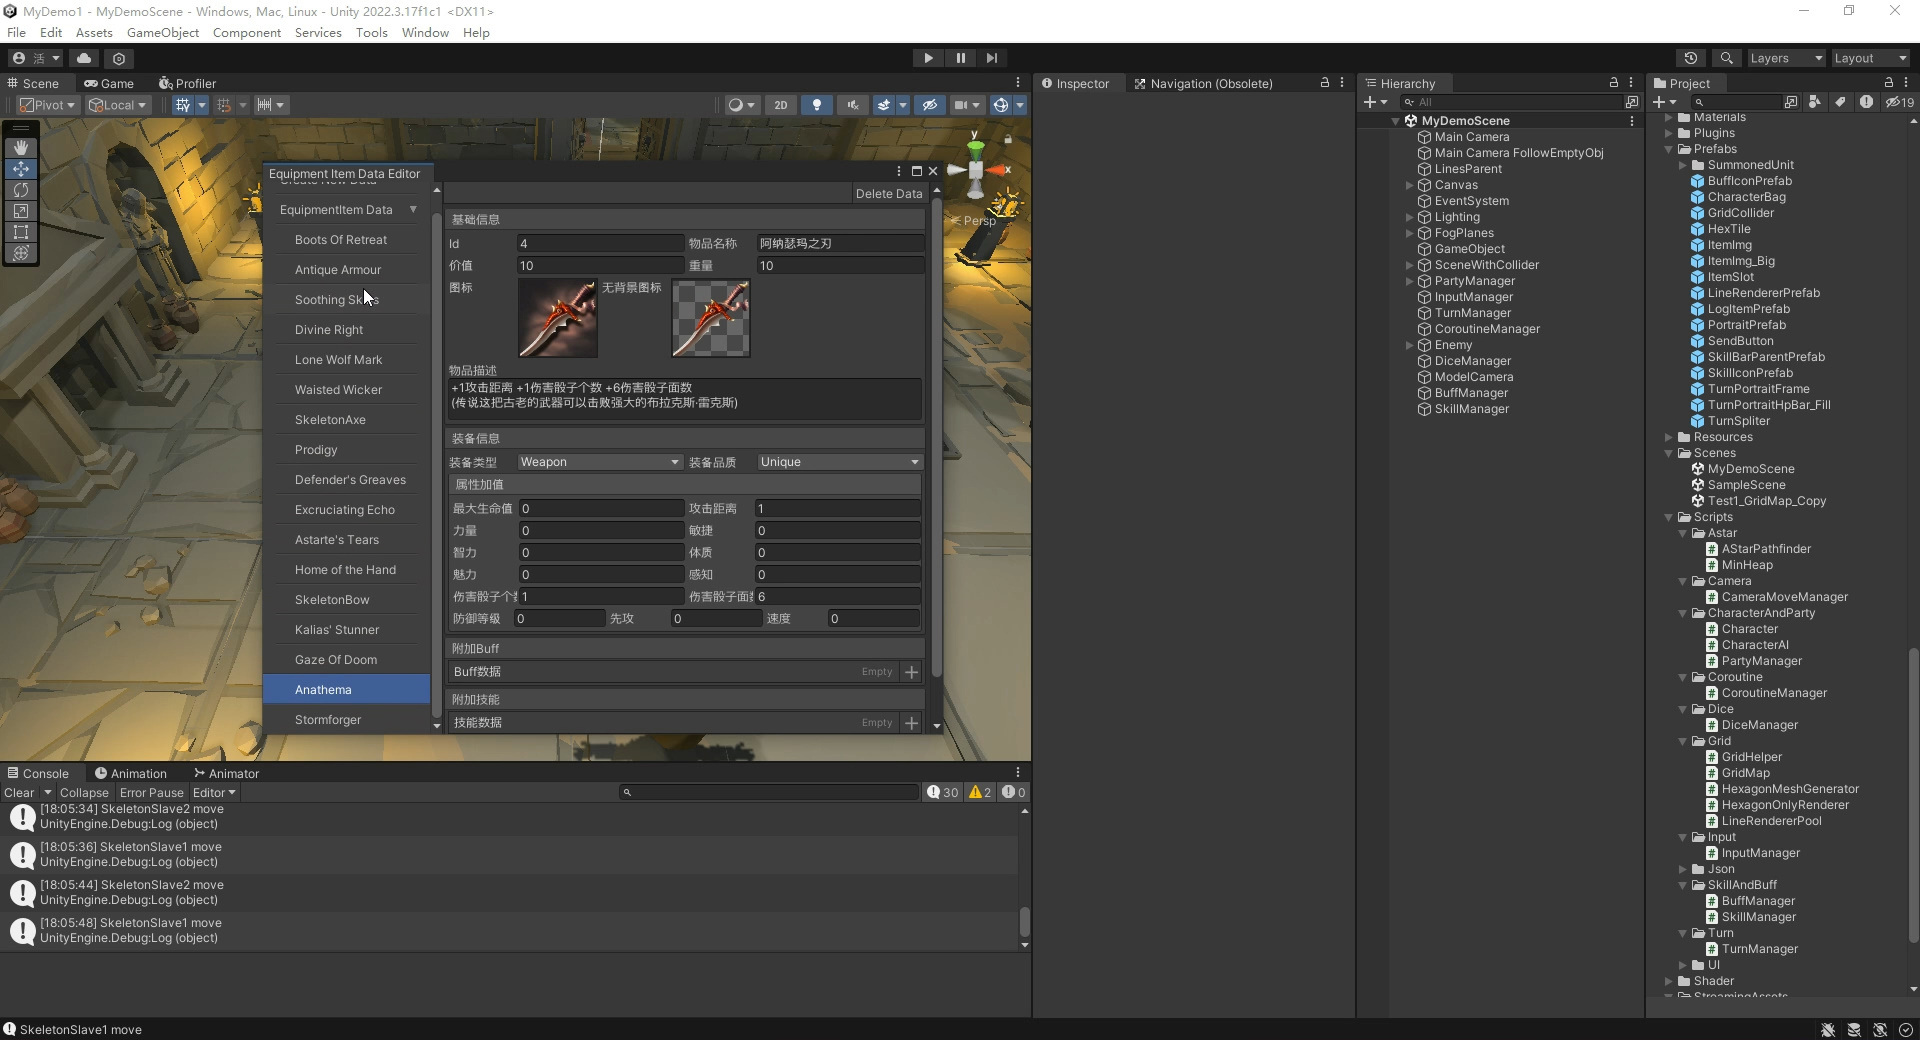 MyDemo1 - MyDemoScene - Windows, Mac, Linux - Unity 2022.3.17f1c1 <DX11>
File Edit Assets GameObject Component Services Tools Window Help
活
Layers Layout
Scene Game Profiler
Pivot Local 2D
Persp
y
x
Equipment Item Data Editor
EquipmentItem Data
Boots Of Retreat
Antique Armour
Divine Right
Lone Wolf Mark
Waisted Wicker
SkeletonAxe
Prodigy
Defender's Greaves
Excruciating Echo
Astarte's Tears
Home of the Hand
SkeletonBow
Kalias' Stunner
Gaze Of Doom
Anathema
Stormforger
Delete Data
基础信息
Id 4 物品名称 阿纳瑟玛之刃
价值 10 重量 10
图标 无背景图标
物品描述
+1攻击距离 +1伤害骰子个数 +6伤害骰子面数
(传说这把古老的武器可以击败强大的布拉克斯·雷克斯)
装备信息
装备类型 Weapon 装备品质 Unique
属性加值
最大生命值 0 攻击距离 1
力量 0 敏捷 0
智力 0 体质 0
魅力 0 感知 0
伤害骰子个 1 伤害骰子面 6
防御等级 0 先攻 0 速度 0
附加Buff
Buff数据 Empty
附加技能
技能数据 Empty
Console Animation Animator
Clear Collapse Error Pause Editor 30 2 0
[18:05:34] SkeletonSlave2 move
UnityEngine.Debug:Log (object)
[18:05:36] SkeletonSlave1 move
UnityEngine.Debug:Log (object)
[18:05:44] SkeletonSlave2 move
UnityEngine.Debug:Log (object)
[18:05:48] SkeletonSlave1 move
UnityEngine.Debug:Log (object)
SkeletonSlave1 move
Inspector Navigation (Obsolete)
Hierarchy
All
MyDemoScene
Main Camera
Main Camera FollowEmptyObj
LinesParent
Canvas
EventSystem
Lighting
FogPlanes
GameObject
SceneWithCollider
PartyManager
InputManager
TurnManager
CoroutineManager
Enemy
DiceManager
ModelCamera
BuffManager
SkillManager
Project
19
Materials
Plugins
Prefabs
SummonedUnit
BuffIconPrefab
CharacterBag
GridCollider
HexTile
ItemImg
ItemImg_Big
ItemSlot
LineRendererPrefab
LogItemPrefab
PortraitPrefab
SendButton
SkillBarParentPrefab
SkillIconPrefab
TurnPortraitFrame
TurnPortraitHpBar_Fill
TurnSpliter
Resources
Scenes
MyDemoScene
SampleScene
Test1_GridMap_Copy
Scripts
Astar
AStarPathfinder
MinHeap
Camera
CameraMoveManager
CharacterAndParty
Character
CharacterAI
PartyManager
Coroutine
CoroutineManager
Dice
DiceManager
Grid
GridHelper
GridMap
HexagonMeshGenerator
HexagonOnlyRenderer
LineRendererPool
Input
InputManager
Json
SkillAndBuff
BuffManager
SkillManager
Turn
TurnManager
UI
Shader
StreamingAssets